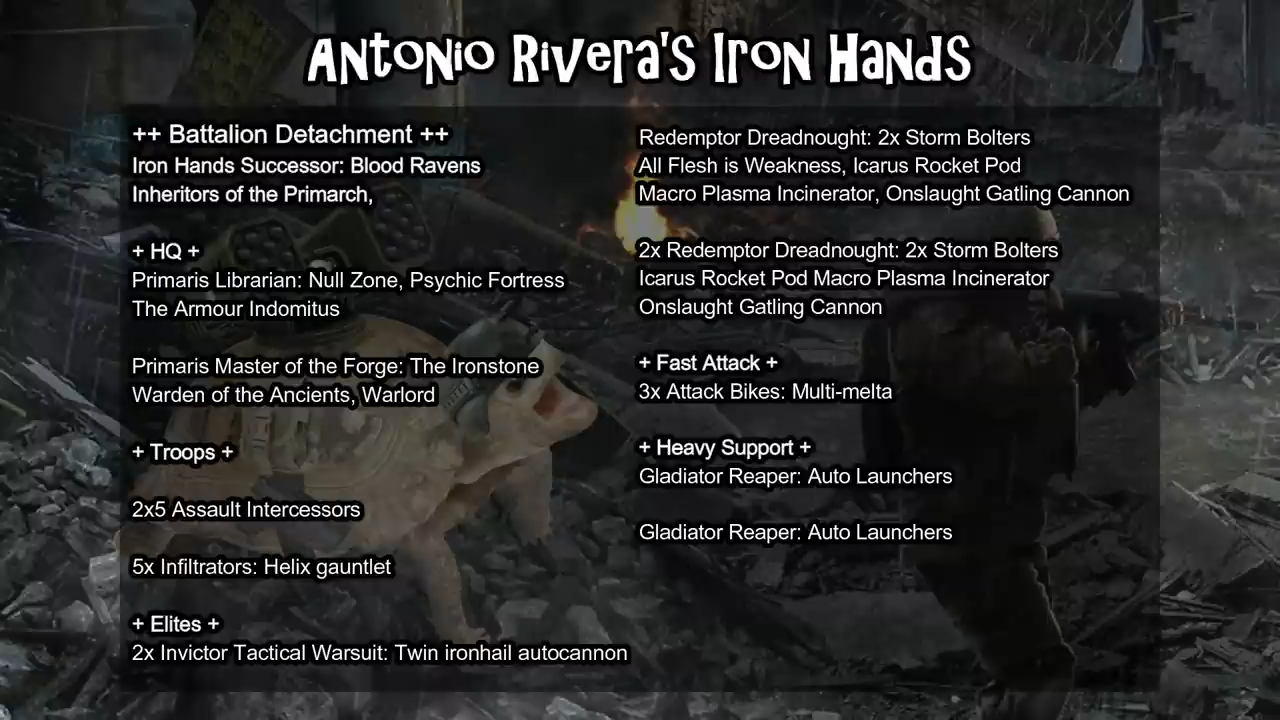 Antonio Rivera's Iron Hands
++ Battalion Detachment ++
Iron Hands Successor: Blood Ravens
Inheritors of the Primarch,
+ HQ +
Primaris Librarian: Null Zone, Psychic Fortress
The Armour Indomitus
Primaris Master of the Forge: The Ironstone
Warden of the Ancients, Warlord
+ Troops +
2x5 Assault Intercessors
5x Infiltrators: Helix gauntlet
+ Elites +
2x Invictor Tactical Warsuit: Twin ironhail autocannon
Redemptor Dreadnought: 2x Storm Bolters
All Flesh is Weakness, Icarus Rocket Pod
Macro Plasma Incinerator, Onslaught Gatling Cannon
2x Redemptor Dreadnought: 2x Storm Bolters
Icarus Rocket Pod Macro Plasma Incinerator
Onslaught Gatling Cannon
+ Fast Attack +
3x Attack Bikes: Multi-melta
+ Heavy Support +
Gladiator Reaper: Auto Launchers
Gladiator Reaper: Auto Launchers